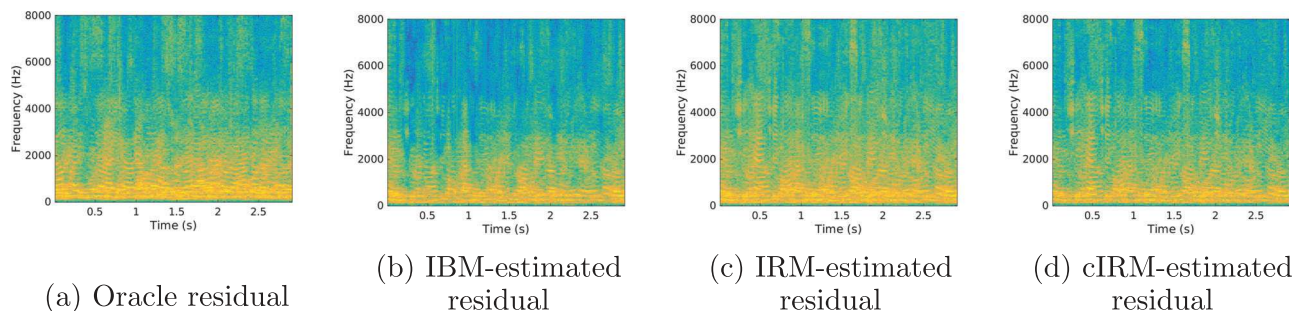 8000
6000
4000
2000
0
Frequency (Hz)
0.5 1 1.5 2 2.5
Time (s)
(a) Oracle residual
8000
6000
4000
2000
0
Frequency (Hz)
0.5 1 1.5 2 2.5
Time (s)
(b) IBM-estimated
residual
8000
6000
4000
2000
0
Frequency (Hz)
0.5 1 1.5 2 2.5
Time (s)
(c) IRM-estimated
residual
8000
6000
4000
2000
0
Frequency (Hz)
0.5 1 1.5 2 2.5
Time (s)
(d) cIRM-estimated
residual